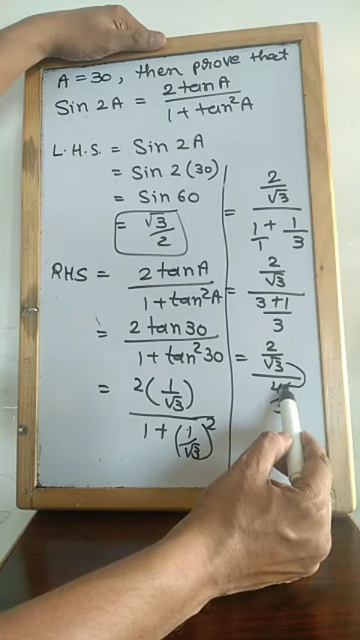 A = 30, then prove that
Sin 2A = 2 tan A / 1 + tan²A
L.H.S. = Sin 2A
= Sin 2(30)
= Sin 60
= √3 / 2
RHS = 2 tan A / 1 + tan²A
= 2 tan 30 / 1 + tan² 30
= 2 (1/√3) / 1 + (1/√3)²
= 2/√3 / 1/1 + 1/3
= 2/√3 / 3+1/3
= 2/√3 / 4